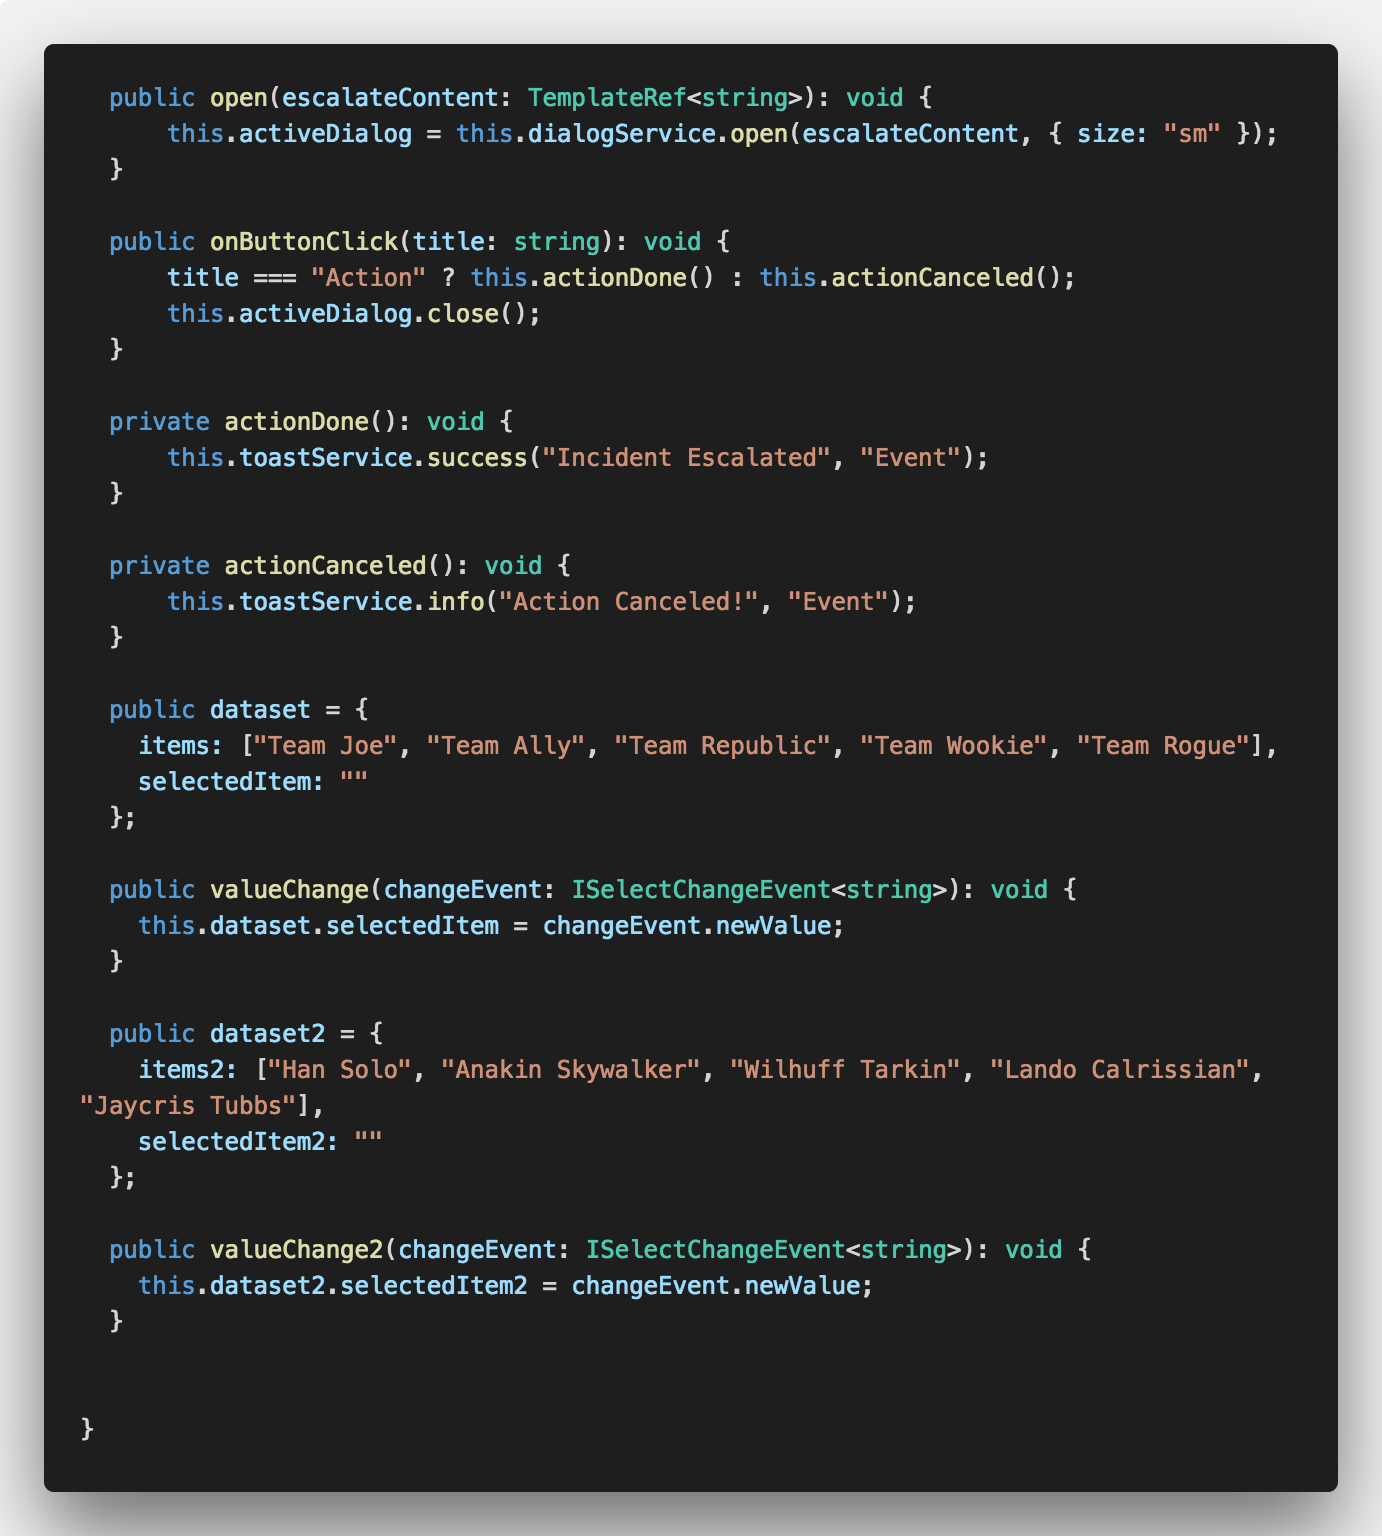 public open(escalateContent: TemplateRef<string>): void {
this.activeDialog = this.dialogService.open(escalateContent, { size: "sm" });
}
public onButtonClick(title: string): void {
title === "Action" ? this.actionDone() : this.actionCanceled();
this.activeDialog.close();
}
private actionDone(): void {
this.toastService.success("Incident Escalated", "Event");
}
private actionCanceled(): void {
this.toastService.info("Action Canceled!", "Event");
}
public dataset = {
items: ["Team Joe", "Team Ally", "Team Republic", "Team Wookie", "Team Rogue"],
selectedItem: ""
};
public valueChange(changeEvent: ISelectChangeEvent<string>): void {
this.dataset.selectedItem = changeEvent.newValue;
}
public dataset2 = {
items2: ["Han Solo", "Anakin Skywalker", "Wilhuff Tarkin", "Lando Calrissian",
"Jaycris Tubbs"],
selectedItem2: ""
};
public valueChange2(changeEvent: ISelectChangeEvent<string>): void {
this.dataset2.selectedItem2 = changeEvent.newValue;
}
}